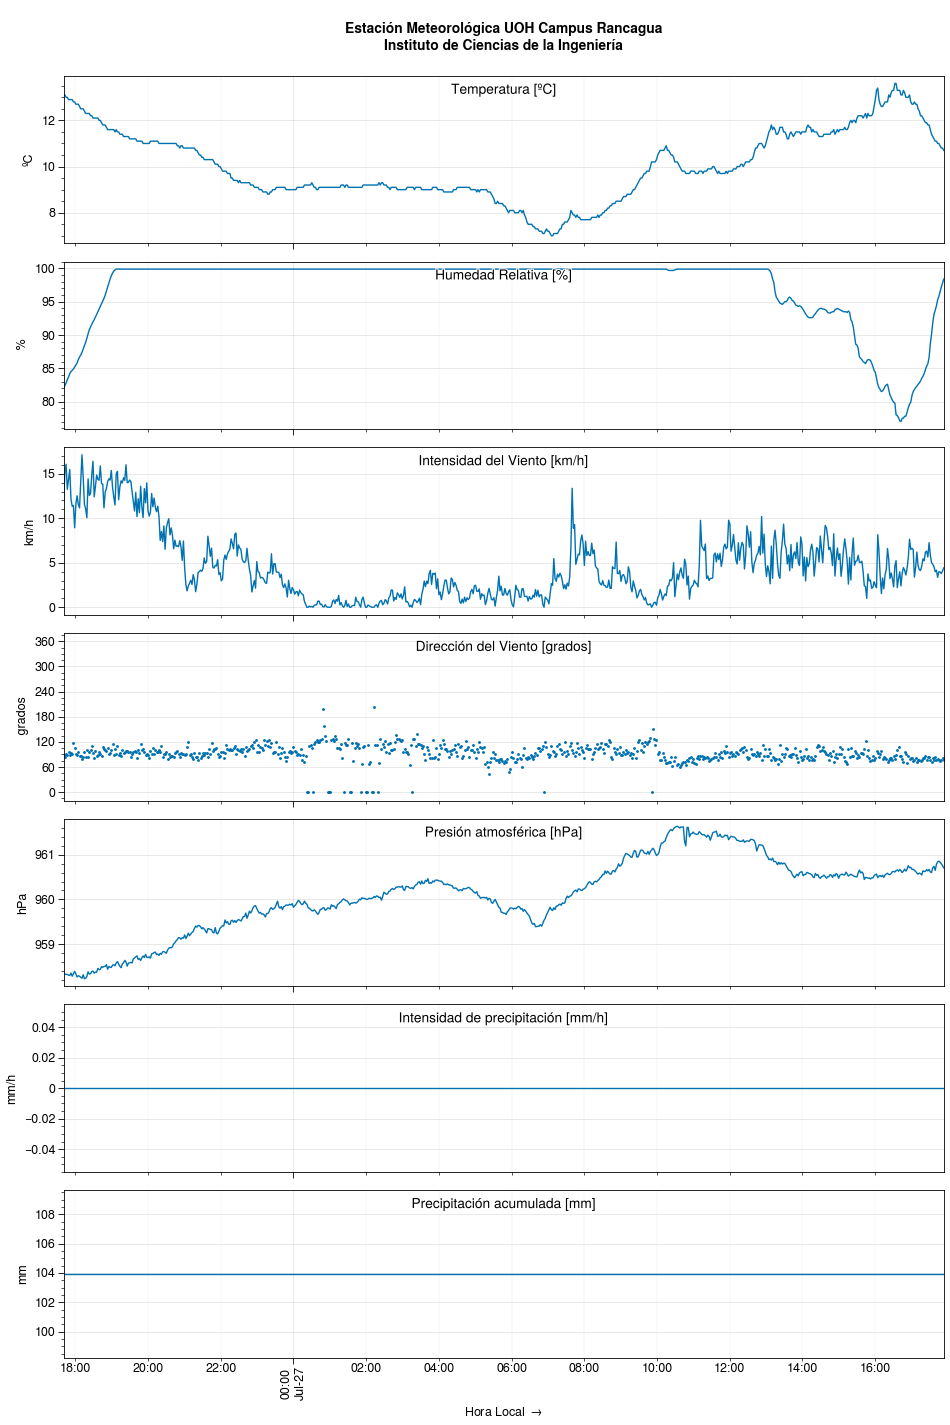 Estación Meteorológica UOH Campus Rancagua
Instituto de Ciencias de la Ingeniería
Temperatura [ºC]
ºC
12
10
8
Humedad Relativa [%]
%
100
95
90
85
80
Intensidad del Viento [km/h]
km/h
15
10
5
0
Dirección del Viento [grados]
grados
360
300
240
180
120
60
0
Presión atmosférica [hPa]
hPa
961
960
959
Intensidad de precipitación [mm/h]
mm/h
0.04
0.02
0
−0.02
−0.04
Precipitación acumulada [mm]
mm
108
106
104
102
100
18:00 20:00 22:00 00:00 02:00 04:00 06:00 08:00 10:00 12:00 14:00 16:00
Jul-27
Hora Local →